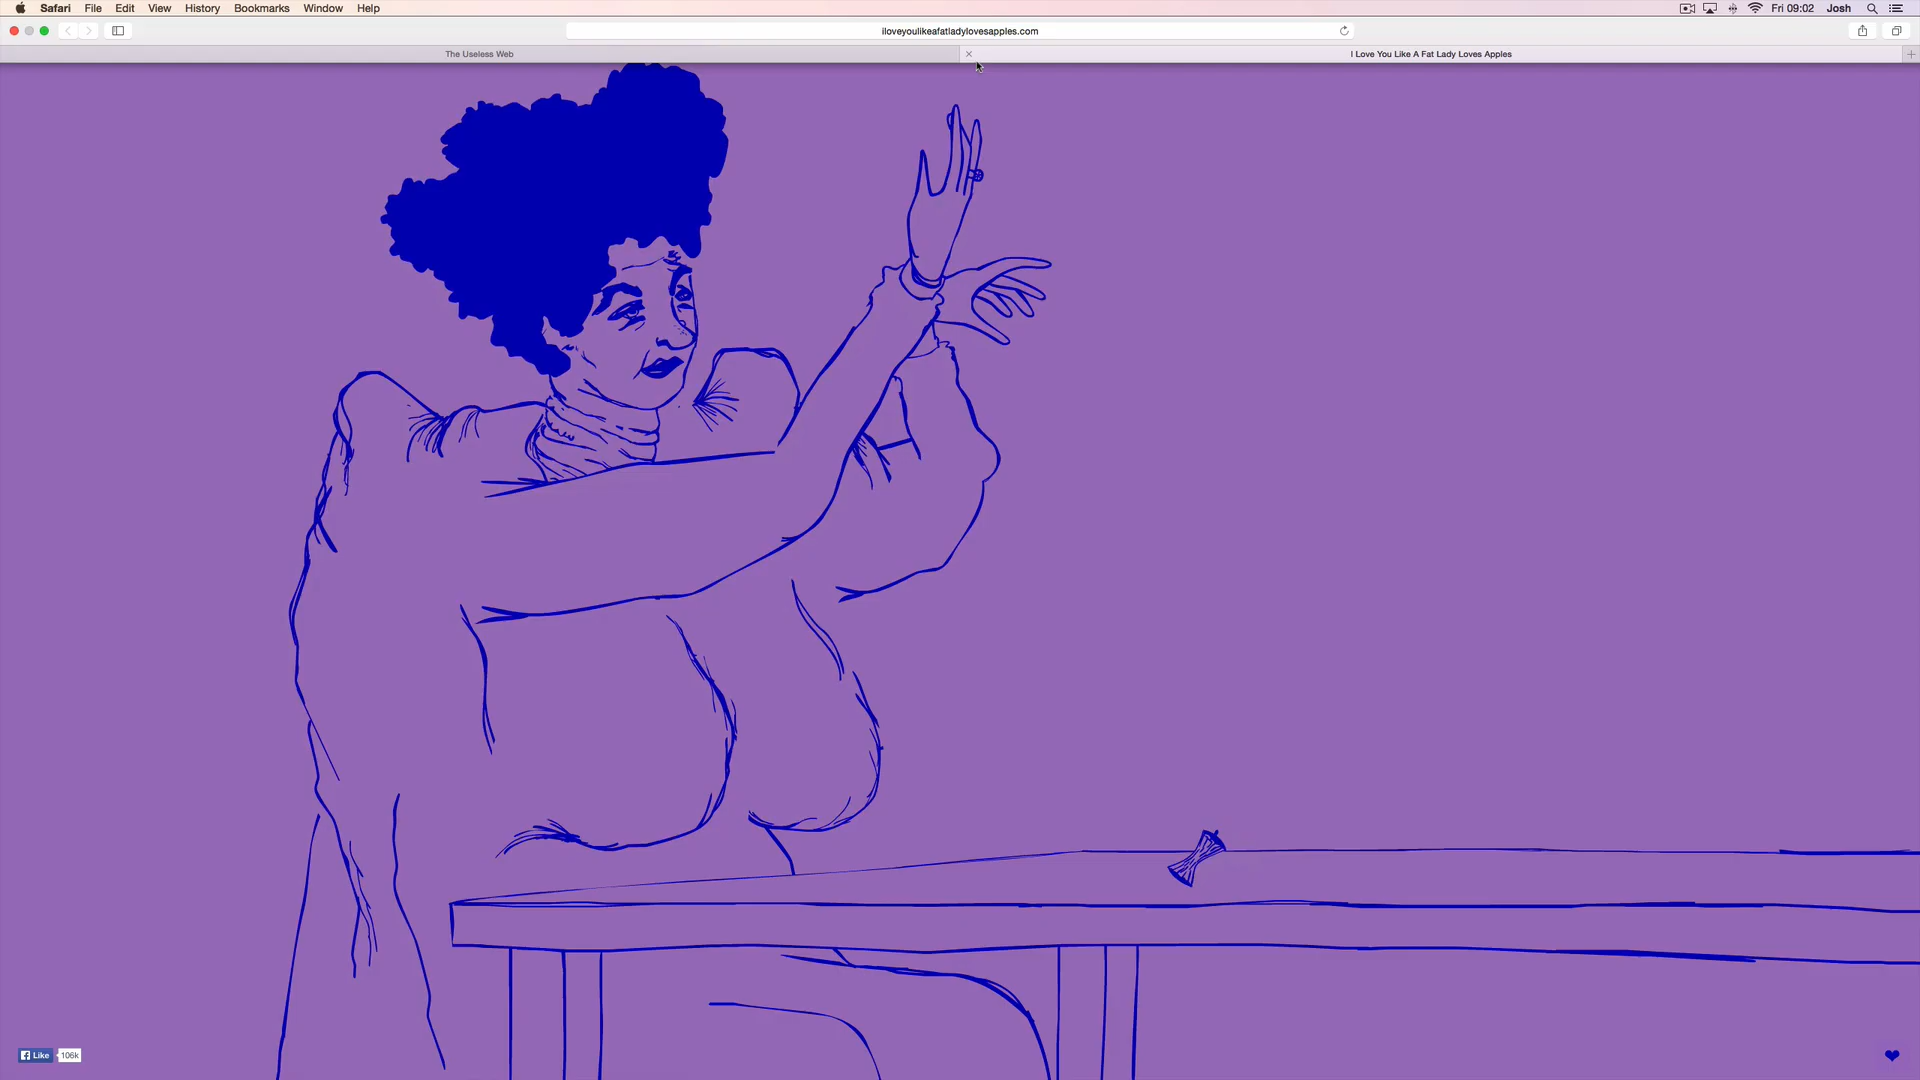 Safari File Edit View History Bookmarks Window Help Fri 09:02 Josh
iloveyoulikeafatladylovesapples.com
The Useless Web
I Love You Like A Fat Lady Loves Apples
Like 106k